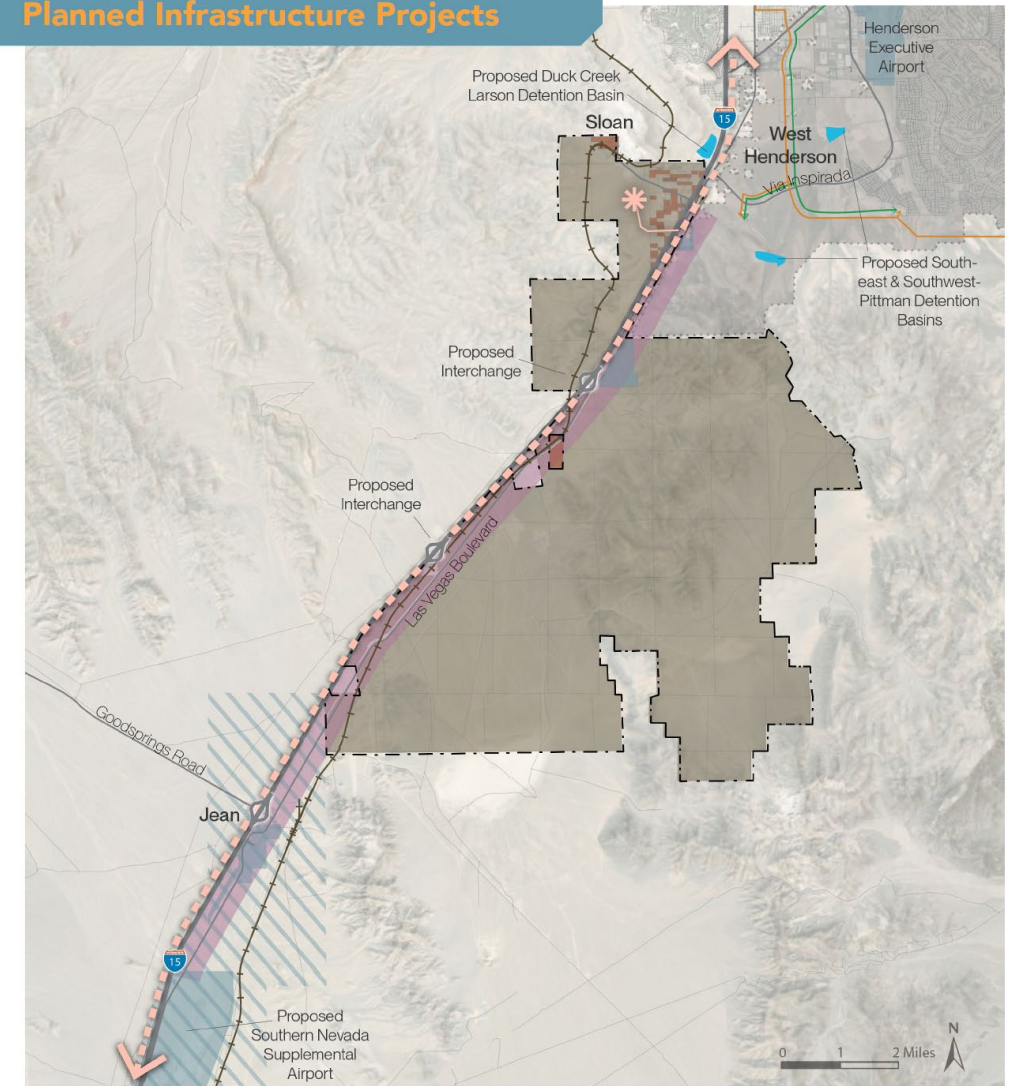 Planned Infrastructure Projects
Henderson
Executive
Airport
Proposed Duck Creek
Larson Detention Basin
Sloan
15
West
Henderson
Via Inspirada
Proposed South-
east & Southwest-
Pittman Detention
Basins
Proposed
Interchange
Proposed
Interchange
Las Vegas Boulevard
Goodsprings Road
Jean
15
Proposed
Southern Nevada
Supplemental
Airport
N
0 1 2 Miles